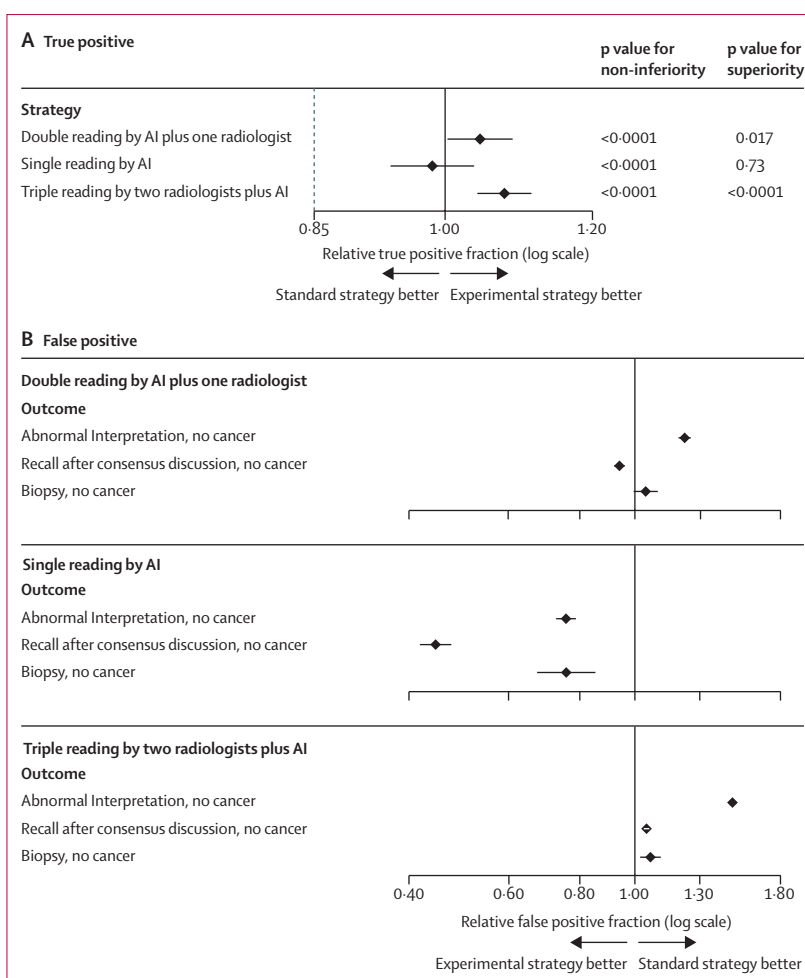 A True positive
p value for non-inferiority
p value for superiority
Strategy
Double reading by AI plus one radiologist <0·0001 0·017
Single reading by AI <0·0001 0·73
Triple reading by two radiologists plus AI <0·0001 <0·0001
0·85 1·00 1·20
Relative true positive fraction (log scale)
Standard strategy better Experimental strategy better
B False positive
Double reading by AI plus one radiologist
Outcome
Abnormal Interpretation, no cancer
Recall after consensus discussion, no cancer
Biopsy, no cancer
Single reading by AI
Outcome
Abnormal Interpretation, no cancer
Recall after consensus discussion, no cancer
Biopsy, no cancer
Triple reading by two radiologists plus AI
Outcome
Abnormal Interpretation, no cancer
Recall after consensus discussion, no cancer
Biopsy, no cancer
0·40 0·60 0·80 1·00 1·30 1·80
Relative false positive fraction (log scale)
Experimental strategy better Standard strategy better